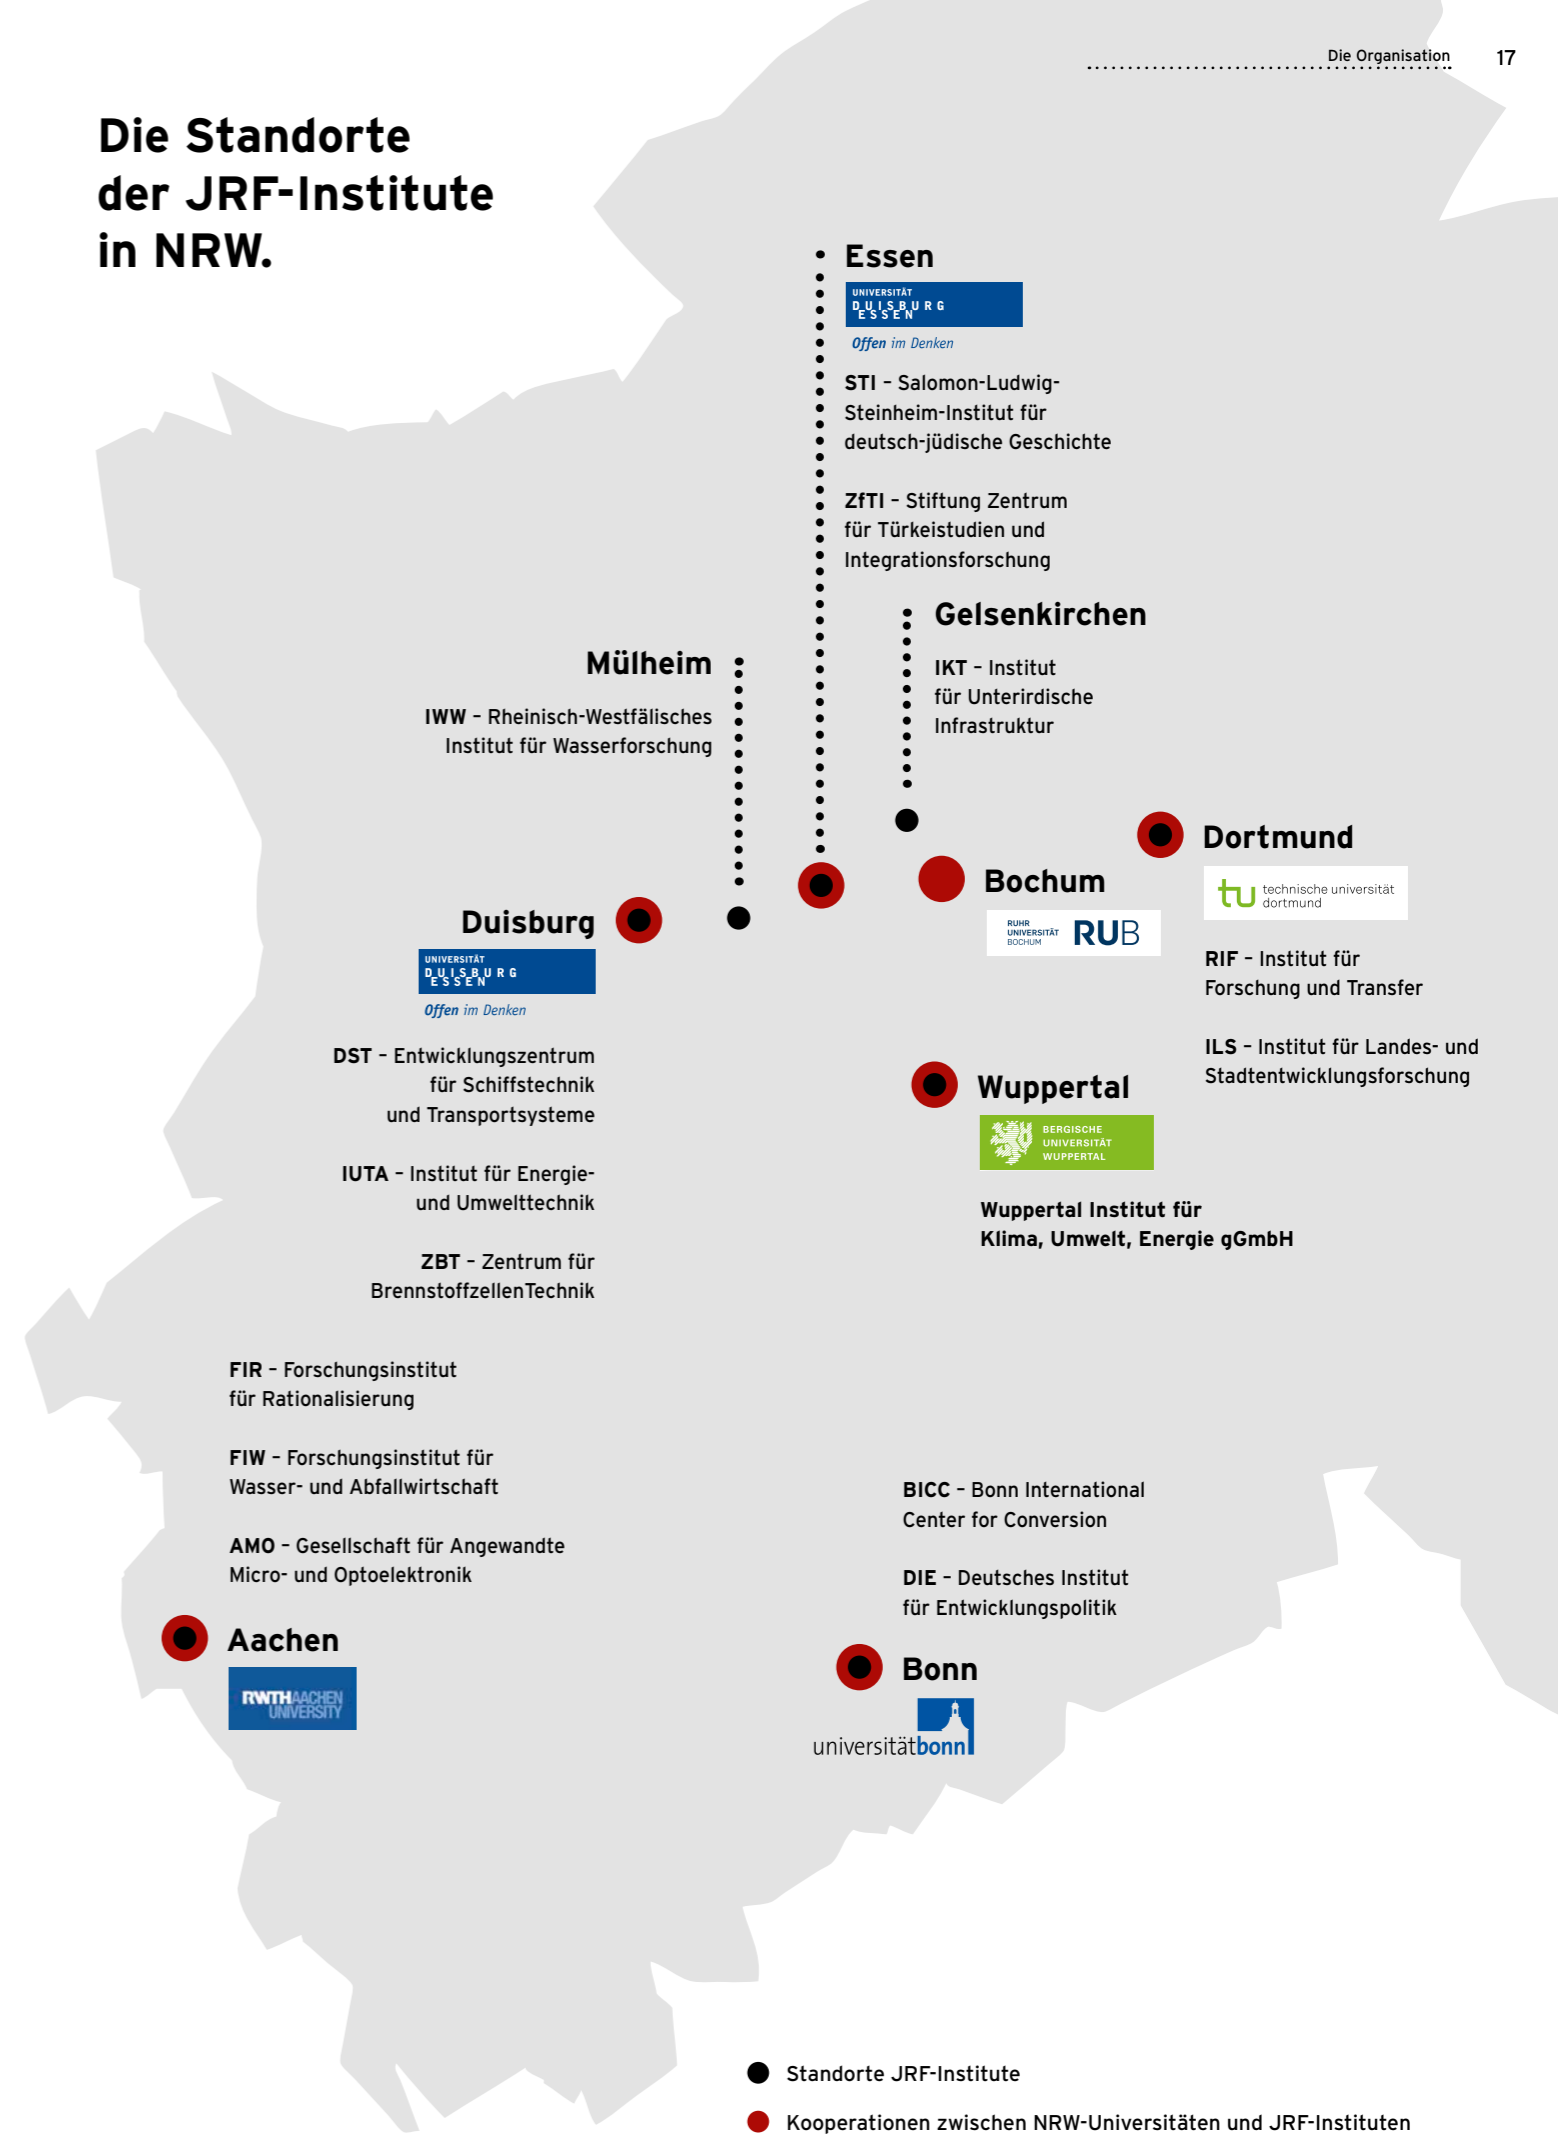 Die Organisation 17
Die Standorte
der JRF-Institute
in NRW.
Essen
UNIVERSITÄT
DUISBURG
ESSEN
Offen im Denken
STI – Salomon-Ludwig-
Steinheim-Institut für
deutsch-jüdische Geschichte
ZfTI – Stiftung Zentrum
für Türkeistudien und
Integrationsforschung
Gelsenkirchen
IKT – Institut
für Unterirdische
Infrastruktur
Mülheim
IWW – Rheinisch-Westfälisches
Institut für Wasserforschung
Dortmund
tu technische universität
dortmund
RIF – Institut für
Forschung und Transfer
ILS – Institut für Landes- und
Stadtentwicklungsforschung
Bochum
RUHR
UNIVERSITÄT
BOCHUM
RUB
Duisburg
UNIVERSITÄT
DUISBURG
ESSEN
Offen im Denken
DST – Entwicklungszentrum
für Schiffstechnik
und Transportsysteme
IUTA – Institut für Energie-
und Umwelttechnik
ZBT – Zentrum für
BrennstoffzellenTechnik
Wuppertal
BERGISCHE
UNIVERSITÄT
WUPPERTAL
Wuppertal Institut für
Klima, Umwelt, Energie gGmbH
FIR – Forschungsinstitut
für Rationalisierung
FIW – Forschungsinstitut für
Wasser- und Abfallwirtschaft
AMO – Gesellschaft für Angewandte
Micro- und Optoelektronik
Aachen
RWTHAACHEN
UNIVERSITY
BICC – Bonn International
Center for Conversion
DIE – Deutsches Institut
für Entwicklungspolitik
Bonn
universitätbonn
Standorte JRF-Institute
Kooperationen zwischen NRW-Universitäten und JRF-Instituten